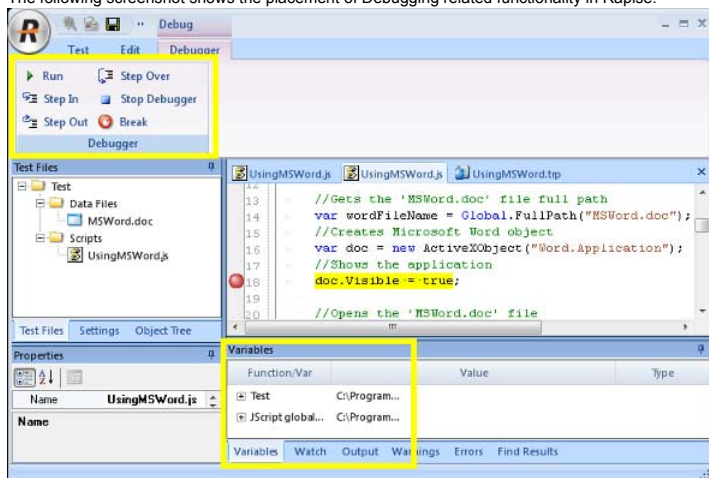 The following screenshot shows the placement of Debugging related functionality in Rapise:
Debug
Test Edit Debugger
Run Step Over
Step In Stop Debugger
Step Out Break
Debugger
Test Files
Test
Data Files
MSWord.doc
Scripts
UsingMSWord.js
Test Files Settings Object Tree
UsingMSWord.js UsingMSWord.js UsingMSWord.trp
12
13 //Gets the 'MSWord.doc' file full path
14 var wordFileName = Global.FullPath("MSWord.doc");
15 //Creates Microsoft Word object
16 var doc = new ActiveXObject("Word.Application");
17 //Shows the application
18 doc.Visible = true;
19
20 //Opens the 'MSWord.doc' file
Properties
Name UsingMSWord.js
Name
Variables
Function/Var Value Type
Test C:\Program...
JScript global... C:\Program...
Variables Watch Output Warnings Errors Find Results